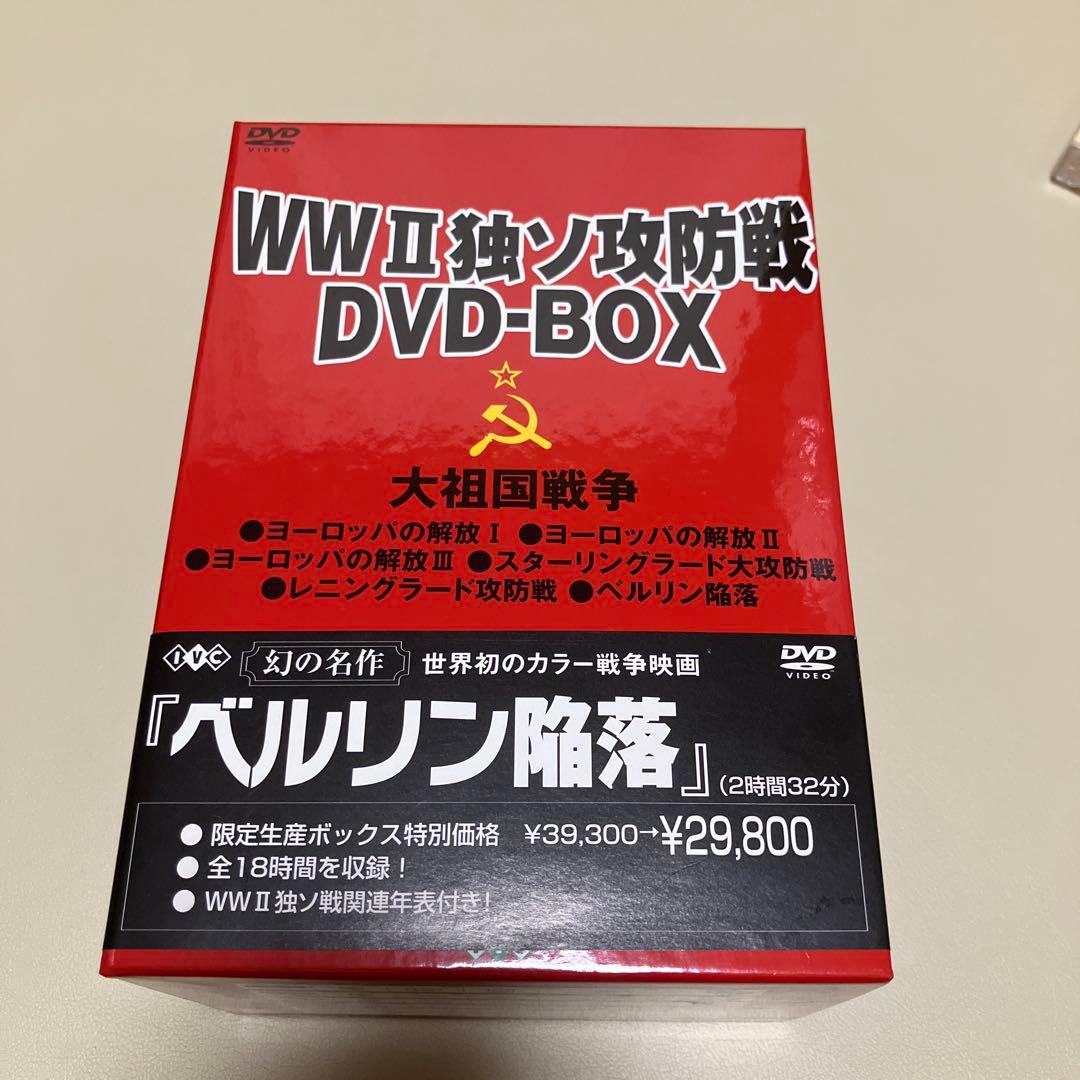 DVD
VIDEO
WWⅡ独ソ攻防戦
DVD-BOX
大祖国戦争
●ヨーロッパの解放Ⅰ ●ヨーロッパの解放Ⅱ
●ヨーロッパの解放Ⅲ ●スターリングラード大攻防戦
●レニングラード攻防戦 ●ベルリン陥落
IVC 幻の名作 世界初のカラー戦争映画 DVD
VIDEO
『ベルリン陥落』(2時間32分)
● 限定生産ボックス特別価格 ¥39,300→¥29,800
● 全18時間を収録！
● WWⅡ独ソ戦関連年表付き！